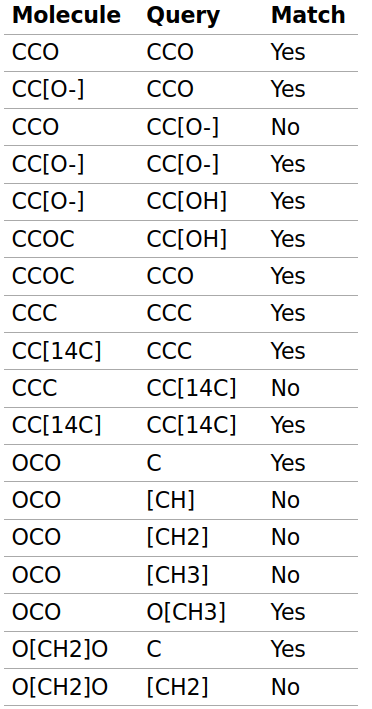 Molecule Query Match
CCO CCO Yes
CC[O-] CCO Yes
CCO CC[O-] No
CC[O-] CC[O-] Yes
CC[O-] CC[OH] Yes
CCOC CC[OH] Yes
CCOC CCO Yes
CCC CCC Yes
CC[14C] CCC Yes
CCC CC[14C] No
CC[14C] CC[14C] Yes
OCO C Yes
OCO [CH] No
OCO [CH2] No
OCO [CH3] No
OCO O[CH3] Yes
O[CH2]O C Yes
O[CH2]O [CH2] No